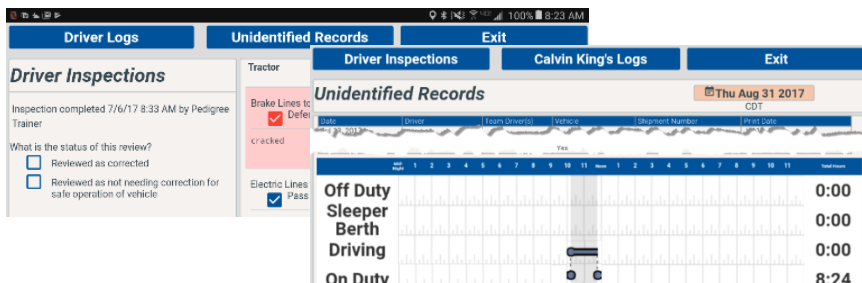 100% 8:23 AM
Driver Logs
Unidentified Records
Exit
Driver Inspections
Inspection completed 7/6/17 8:33 AM by Pedigree
Trainer
What is the status of this review?
Reviewed as corrected
Reviewed as not needing correction for
safe operation of vehicle
Tractor
Brake Lines to
Defe
cracked
Electric Lines
Pass
Driver Inspections
Calvin King's Logs
Exit
Unidentified Records
Thu Aug 31 2017
CDT
Date Driver Team Driver(s) Vehicle Shipment Number Print Date
Yes
Mid Night 1 2 3 4 5 6 7 8 9 10 11 Noon 1 2 3 4 5 6 7 8 9 10 11 Total Hours
Off Duty 0:00
Sleeper
Berth 0:00
Driving 0:00
On Duty 8:24